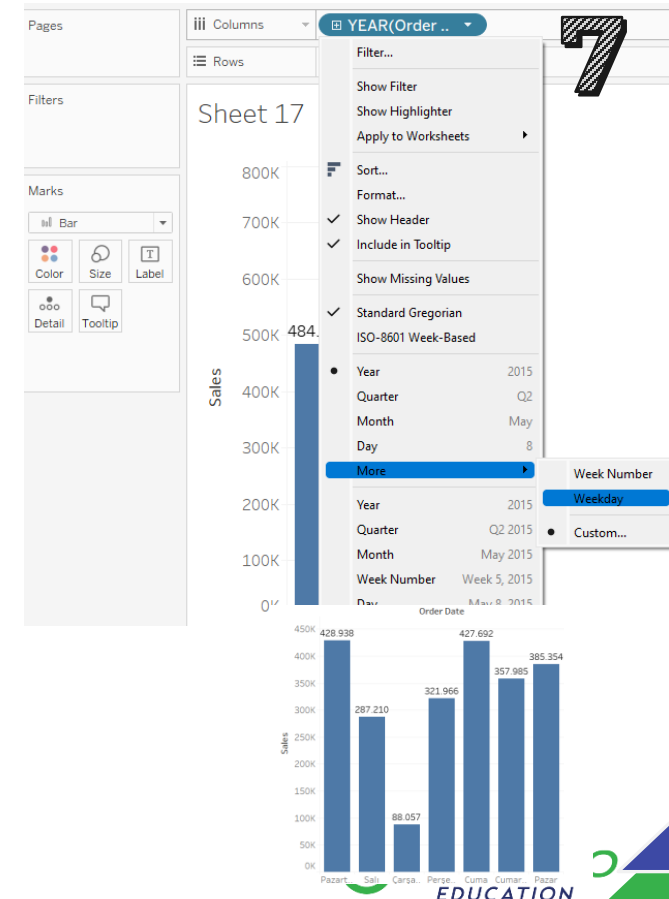 Pages
iii Columns
YEAR(Order ..
7
Rows
Filters
Sheet 17
Marks
Bar
Color
Size
Label
Detail
Tooltip
Filter...
Show Filter
Show Highlighter
Apply to Worksheets
Sort...
Format...
Show Header
Include in Tooltip
Show Missing Values
Standard Gregorian
ISO-8601 Week-Based
Year 2015
Quarter Q2
Month May
Day 8
More
Week Number
Weekday
Custom...
Year 2015
Quarter Q2 2015
Month May 2015
Week Number Week 5, 2015
Day May 8, 2015
800K
700K
600K
500K
484.
400K
300K
200K
100K
0K
Sales
Order Date
450K
400K
350K
300K
250K
200K
150K
100K
50K
0K
Sales
428.938
287.210
88.057
321.966
427.692
357.985
385.354
Pazart..
Salı
Çarşa..
Perşe..
Cuma
Cumar..
Pazar
EDUCATION